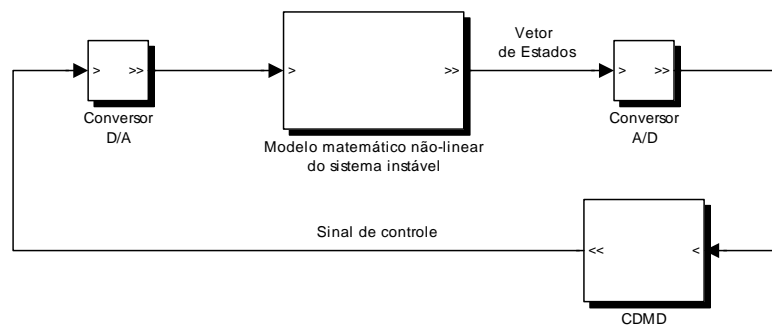 Vetor
de Estados
>
>>
>
>>
>
>>
Conversor
D/A
Modelo matemático não-linear
do sistema instável
Conversor
A/D
Sinal de controle
<<
<
CDMD